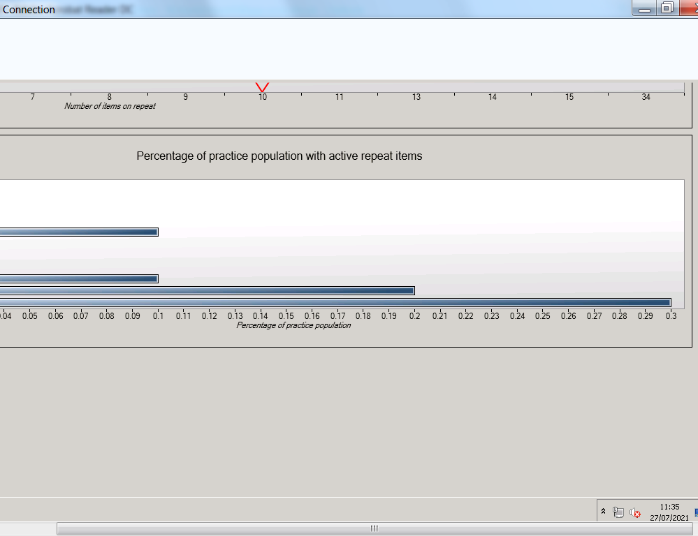 Connection
7 8 9 10 11 13 14 15 34
Number of items on repeat
Percentage of practice population with active repeat items
0.04 0.05 0.06 0.07 0.08 0.09 0.1 0.11 0.12 0.13 0.14 0.15 0.16 0.17 0.18 0.19 0.2 0.21 0.22 0.23 0.24 0.25 0.26 0.27 0.28 0.29 0.3
Percentage of practice population
11:35
27/07/2021